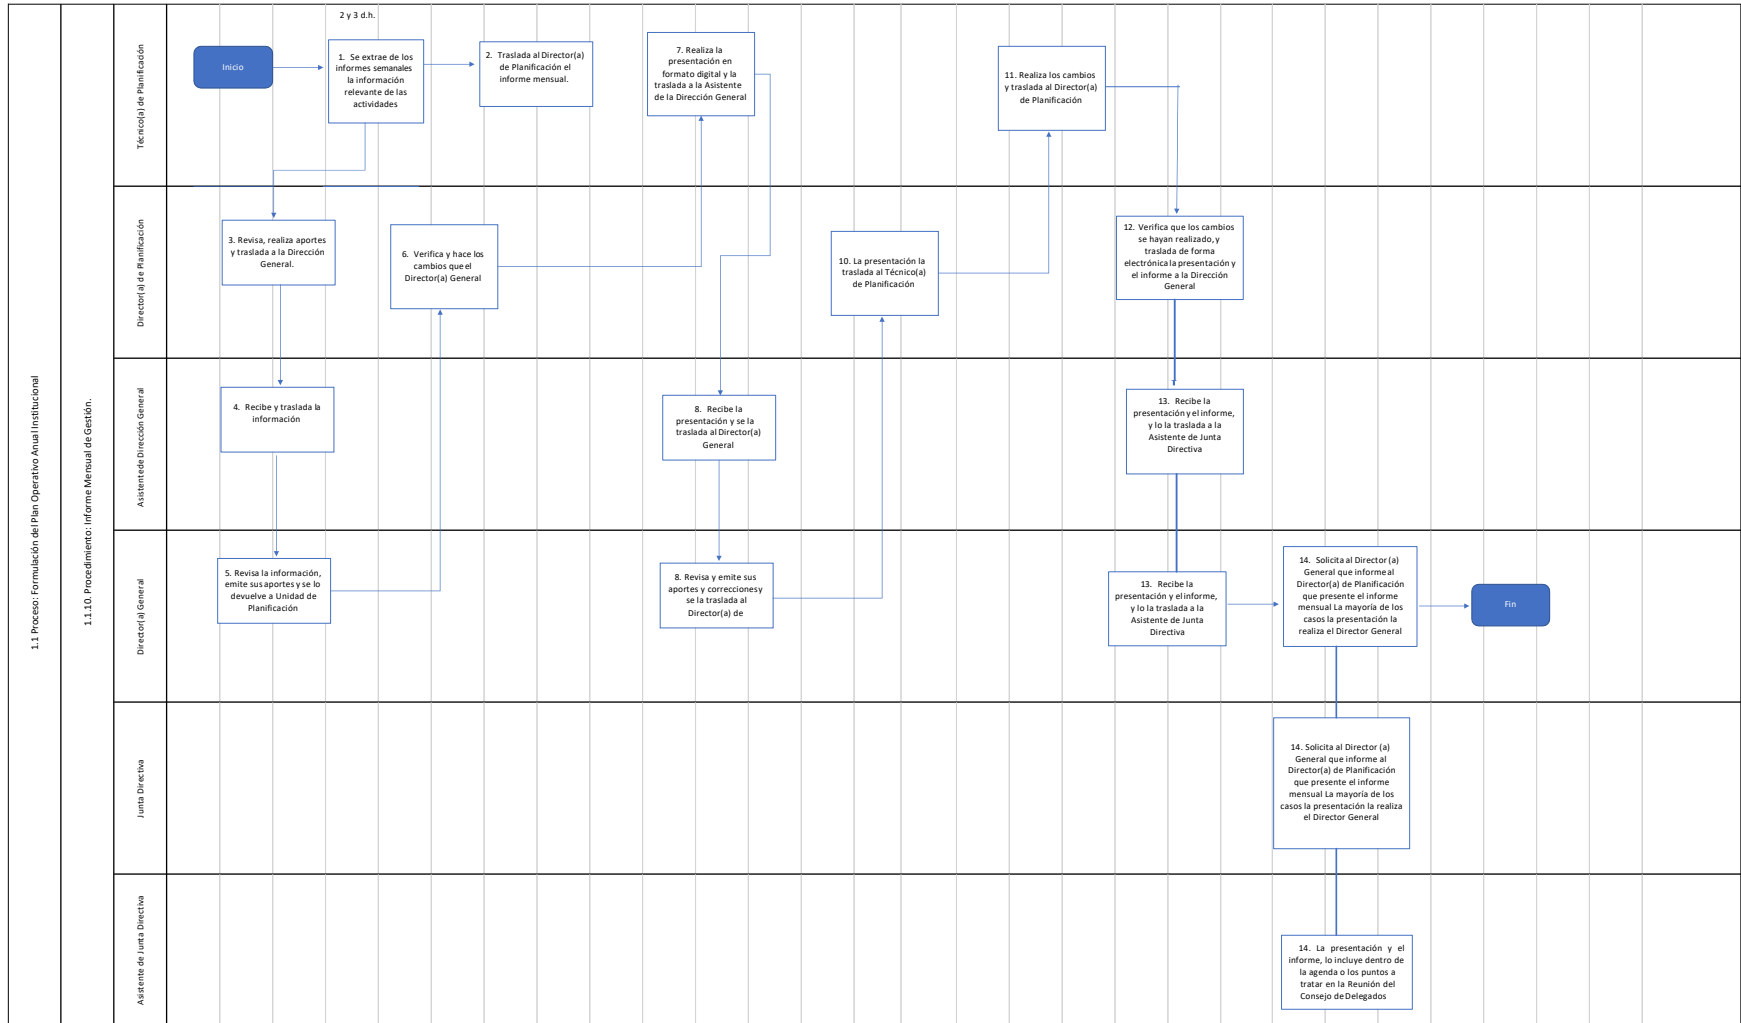 1.1 Proceso: Formulación del Plan Operativo Anual Institucional
1.1.10. Procedimiento: Informe Mensual de Gestión.
Técnico(a) de Planificación
2 y 3 d.h.
Inicio
1. Se extrae de los
informes semanales
la información
relevante de las
actividades
2. Traslada al Director(a)
de Planificación el
informe mensual.
7. Realiza la
presentación en
formato digital y la
traslada a la Asistente
de la Dirección General
11. Realiza los cambios
y traslada al Director(a)
de Planificación
Director(a) de Planificación
3. Revisa, realiza aportes
y traslada a la Dirección
General.
6. Verifica y hace los
cambios que el
Director(a) General
10. La presentación la
traslada al Técnico(a)
de Planificación
12. Verifica que los cambios
se hayan realizado, y
traslada de forma
electrónica la presentación y
el informe a la Dirección
General
Asistente de Dirección General
4. Recibe y traslada la
información
8. Recibe la
presentación y se la
traslada al Director(a)
General
13. Recibe la
presentación y el informe,
y lo la traslada a la
Asistente de Junta
Directiva
Director(a) General
5. Revisa la información,
emite sus aportes y se lo
devuelve a Unidad de
Planificación
8. Revisa y emite sus
aportes y correcciones y
se la traslada al
Director(a) de
13. Recibe la
presentación y el informe,
y lo la traslada a la
Asistente de Junta
Directiva
14. Solicita al Director (a)
General que informe al
Director(a) de Planificación
que presente el informe
mensual La mayoría de los
casos la presentación la
realiza el Director General
Fin
Junta Directiva
14. Solicita al Director (a)
General que informe al
Director(a) de Planificación
que presente el informe
mensual La mayoría de los
casos la presentación la realiza
el Director General
Asistente de Junta Directiva
14. La presentación y el
informe, lo incluye dentro de
la agenda o los puntos a
tratar en la Reunión del
Consejo de Delegados